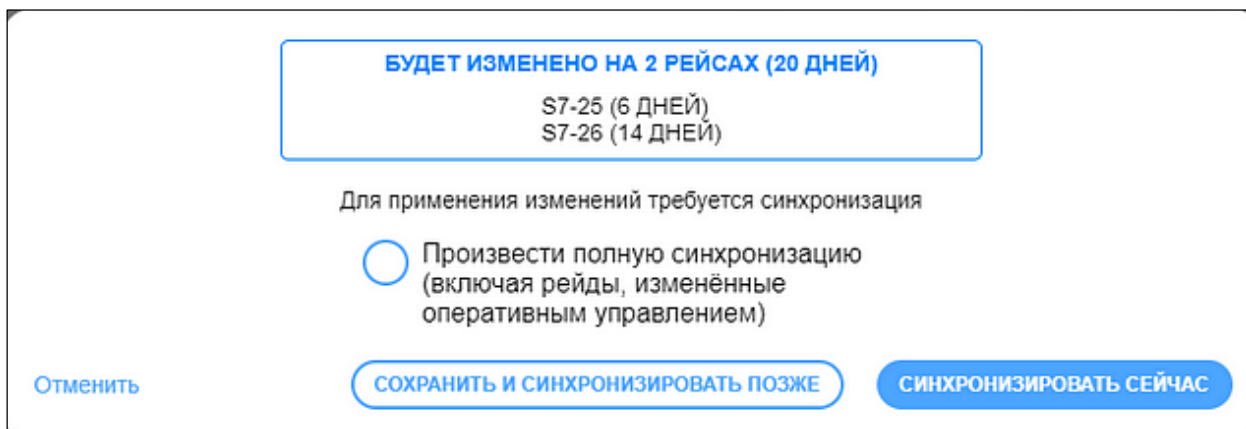 БУДЕТ ИЗМЕНЕНО НА 2 РЕЙСАХ (20 ДНЕЙ)
S7-25 (6 ДНЕЙ)
S7-26 (14 ДНЕЙ)
Для применения изменений требуется синхронизация
Произвести полную синхронизацию
(включая рейды, изменённые
оперативным управлением)
Отменить
СОХРАНИТЬ И СИНХРОНИЗИРОВАТЬ ПОЗЖЕ
СИНХРОНИЗИРОВАТЬ СЕЙЧАС